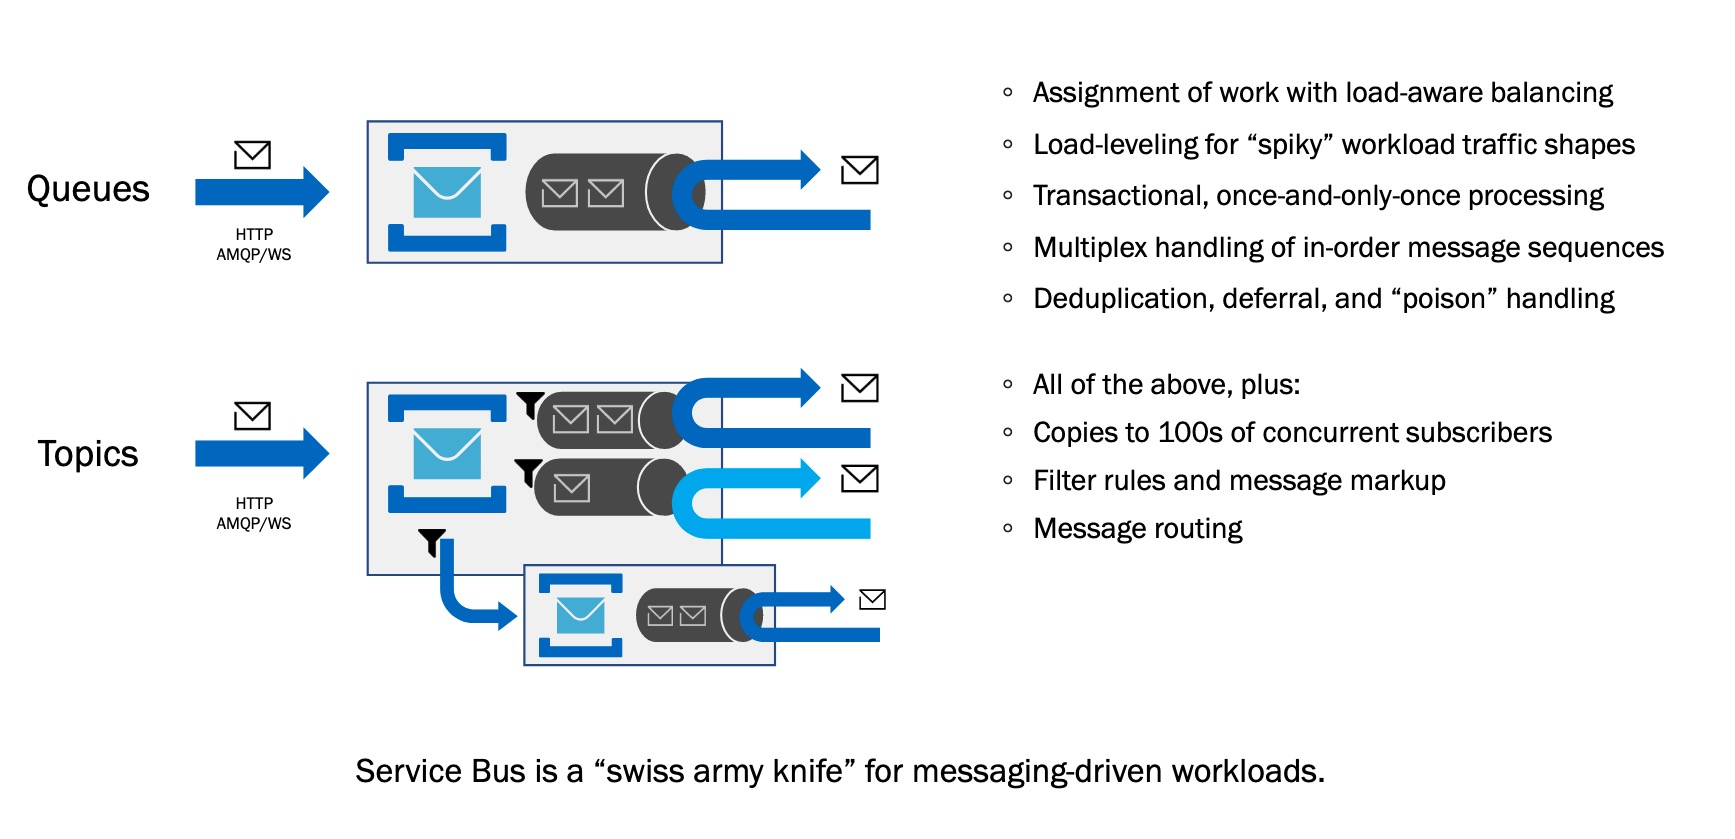 Queues
HTTP
AMQP/WS
◦ Assignment of work with load-aware balancing
◦ Load-leveling for “spiky” workload traffic shapes
◦ Transactional, once-and-only-once processing
◦ Multiplex handling of in-order message sequences
◦ Deduplication, deferral, and “poison” handling
Topics
HTTP
AMQP/WS
◦ All of the above, plus:
◦ Copies to 100s of concurrent subscribers
◦ Filter rules and message markup
◦ Message routing
Service Bus is a “swiss army knife” for messaging-driven workloads.